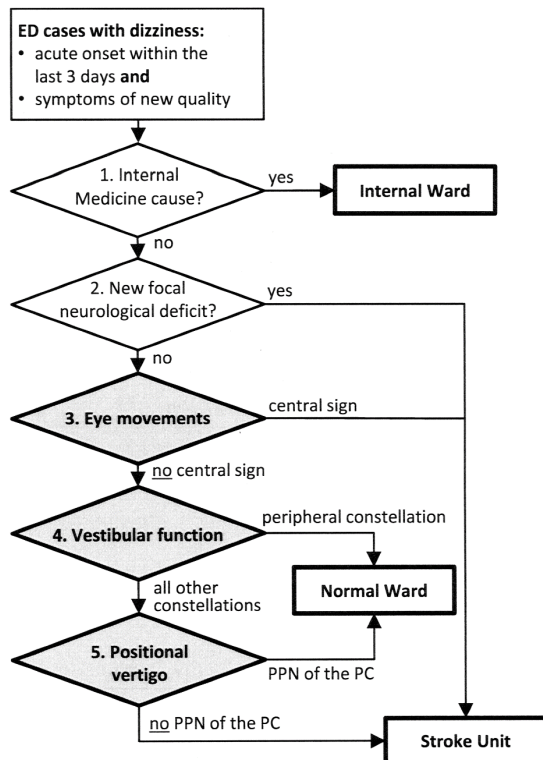 ED cases with dizziness:
• acute onset within the
last 3 days and
• symptoms of new quality
1. Internal
Medicine cause?
yes
Internal Ward
no
2. New focal
neurological deficit?
yes
no
3. Eye movements
central sign
no central sign
4. Vestibular function
peripheral constellation
Normal Ward
all other
constellations
5. Positional
vertigo
PPN of the PC
no PPN of the PC
Stroke Unit